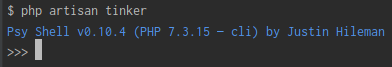 $ php artisan tinker
Psy Shell v0.10.4 (PHP 7.3.15 — cli) by Justin Hileman
>>>